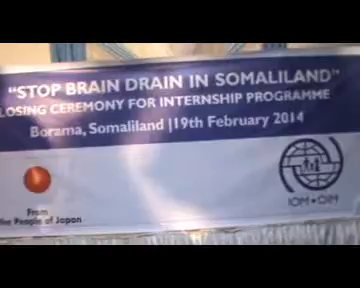 "STOP BRAIN DRAIN IN SOMALILAND"
LOSING CEREMONY FOR INTERNSHIP PROGRAMME
Borama, Somaliland | 19th February 2014
From
the People of Japan
IOM • OIM